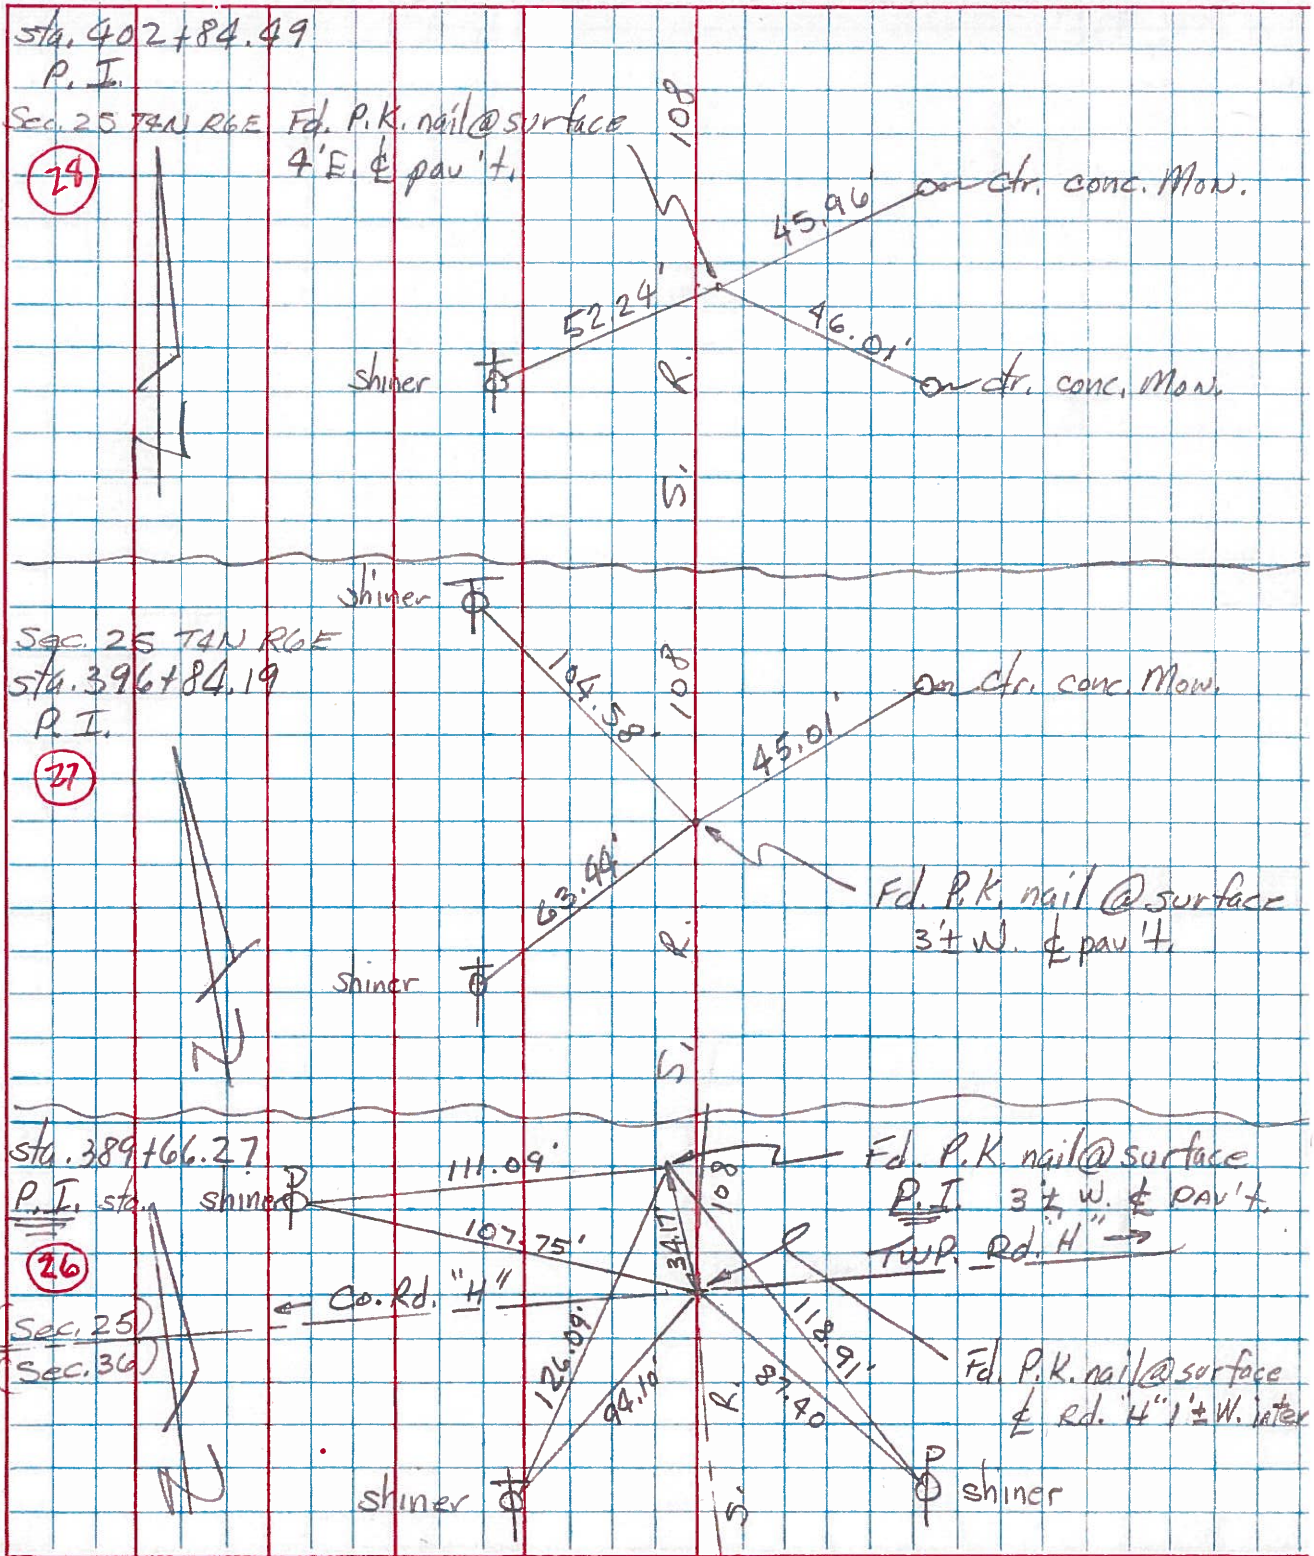 sta. 402+84.49
P. I.
Sec. 25 T4N R6E
28
Fd. P.K. nail @ surface
4' E. ℄ pav't.
108
45.96'
ctr. conc. Mon.
52.24'
46.01'
shiner
R.
ctr. conc. Mon.
S.
N
shiner
Sec. 25 T4N R6E
sta. 396+84.19
P. I.
27
104.58'
108
45.01'
ctr. conc. Mon.
63.44'
Fd. P.K. nail @ surface
3'± W. ℄ pav't.
R.
shiner
S.
N
sta. 389+66.27
P.I. sta.
26
shiner
P
111.09'
108
Fd. P.K. nail @ surface
P.I. 3'± W. ℄ PAV't.
107.75'
34.17
TWP. Rd. "H" →
← Co. Rd. "H"
Sec. 25
Sec. 36
126.09'
94.10'
118.91'
87.40
R.
Fd. P.K. nail @ surface
℄ Rd. "H" 1'± W. inter
N
shiner
P
shiner
S.